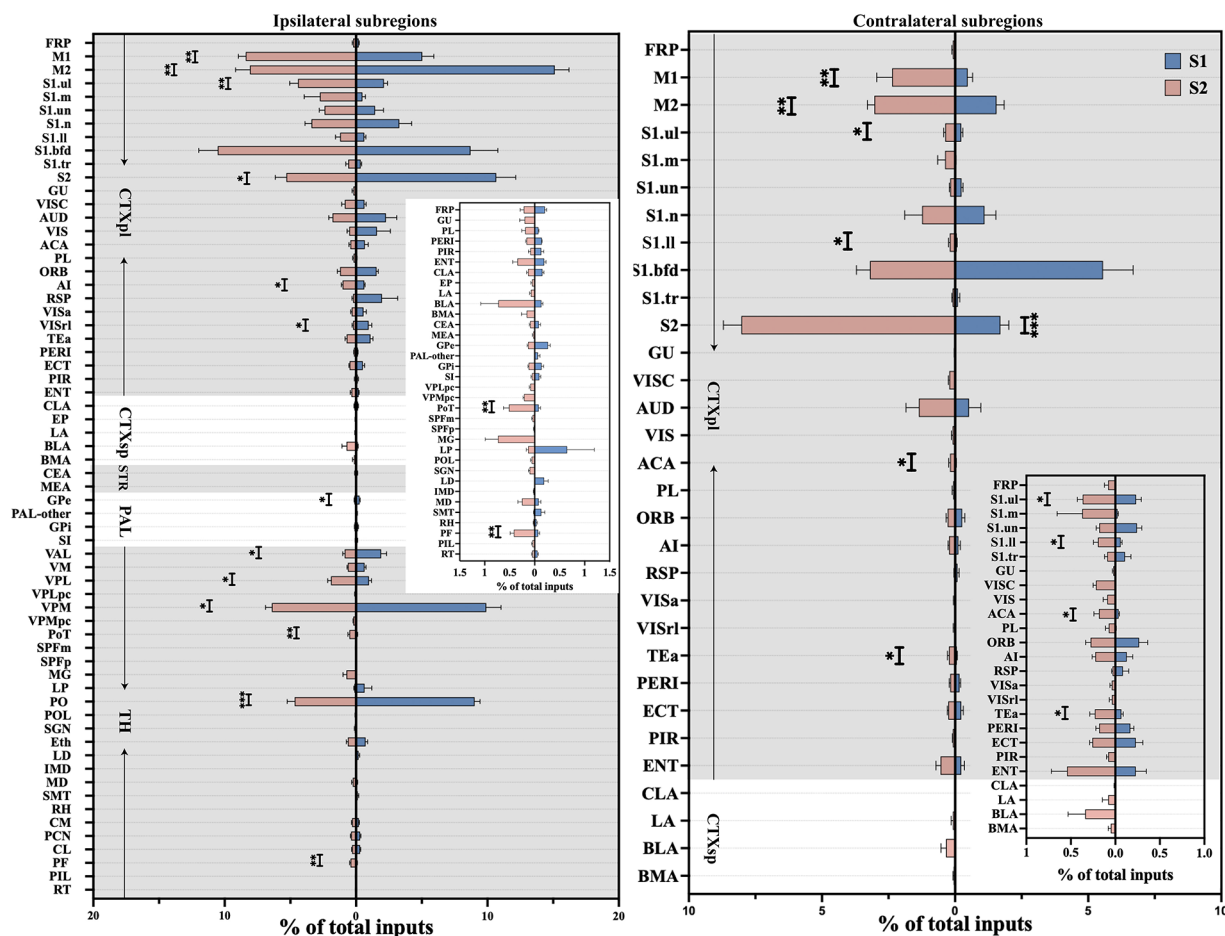 Ipsilateral subregions
FRP
M1
**
M2
**
S1.ul
**
S1.m
S1.un
S1.n
S1.ll
S1.bfd
S1.tr
S2
*
GU
VISC
AUD
VIS
ACA
PL
ORB
AI
*
RSP
VISa
VISrl
*
TEa
PERI
ECT
PIR
ENT
CLA
EP
LA
BLA
BMA
CEA
MEA
GPe
*
PAL-other
GPi
SI
VAL
*
VM
VPL
*
VPLpc
VPM
*
VPMpc
PoT
**
SPFm
SPFp
MG
LP
PO
***
POL
SGN
Eth
LD
IMD
MD
SMT
RH
CM
PCN
CL
PF
**
PIL
RT
CTXpl
CTXsp
STR
PAL
TH
20
10
0
10
20
% of total inputs
FRP
GU
PL
PERI
PIR
ENT
CLA
EP
LA
BLA
BMA
CEA
MEA
GPe
PAL-other
GPi
SI
VPLpc
VPMpc
PoT
**
SPFm
SPFp
MG
LP
POL
SGN
LD
IMD
MD
SMT
RH
PF
**
PIL
RT
1.5
1
0.5
0
0.5
1
1.5
% of total inputs
Contralateral subregions
S1
S2
FRP
M1
**
M2
**
S1.ul
*
S1.m
S1.un
S1.n
S1.ll
*
S1.bfd
S1.tr
S2
***
GU
VISC
AUD
VIS
ACA
*
PL
ORB
AI
RSP
VISa
VISrl
TEa
*
PERI
ECT
PIR
ENT
CLA
LA
BLA
BMA
CTXpl
CTXsp
10
5
0
5
10
% of total inputs
FRP
S1.ul
*
S1.m
S1.un
S1.ll
*
S1.tr
GU
VISC
VIS
ACA
*
PL
ORB
AI
RSP
VISa
VISrl
TEa
*
PERI
ECT
PIR
ENT
CLA
LA
BLA
BMA
1
0.5
0.0
0.5
1.0
% of total inputs